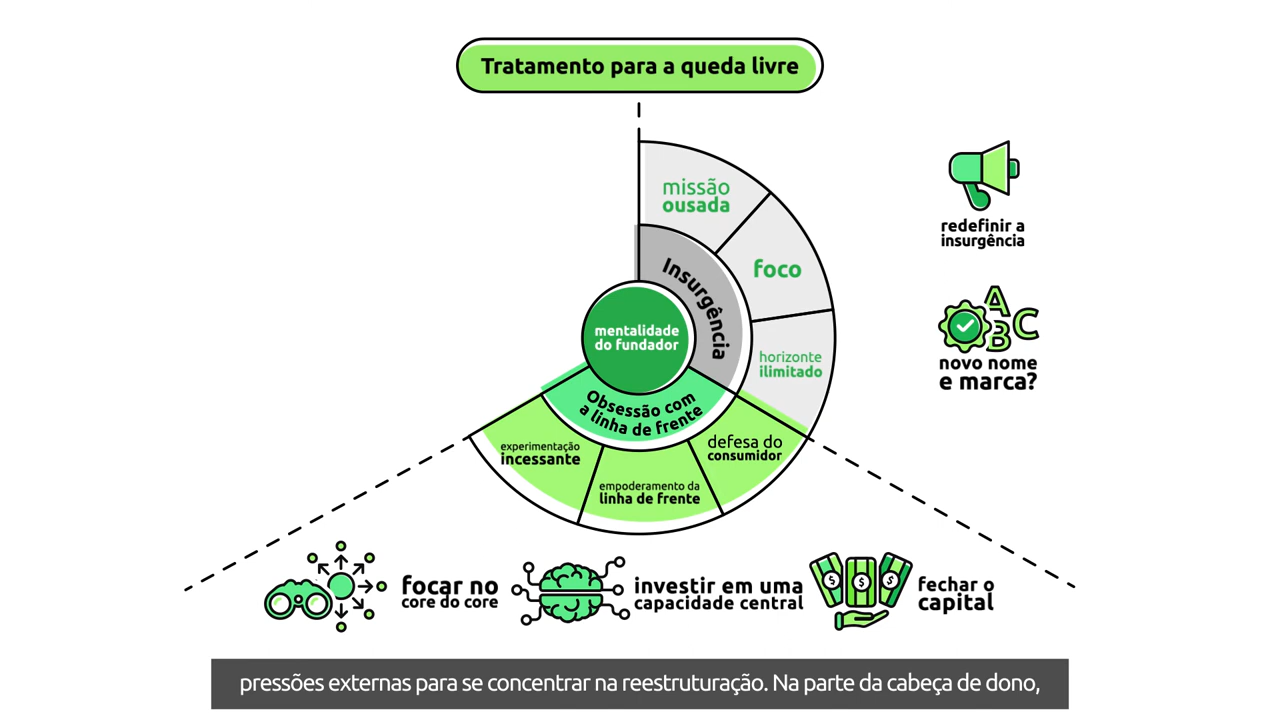 Tratamento para a queda livre
missão
ousada
foco
horizonte
ilimitado
Insurgência
mentalidade
do fundador
Obsessão com
a linha de frente
experimentação
incessante
empoderamento da
linha de frente
defesa do
consumidor
redefinir a
insurgência
A
B C
novo nome
e marca?
focar no
core do core
investir em uma
capacidade central
$ $ $
fechar o
capital
pressões externas para se concentrar na reestruturação. Na parte da cabeça de dono,